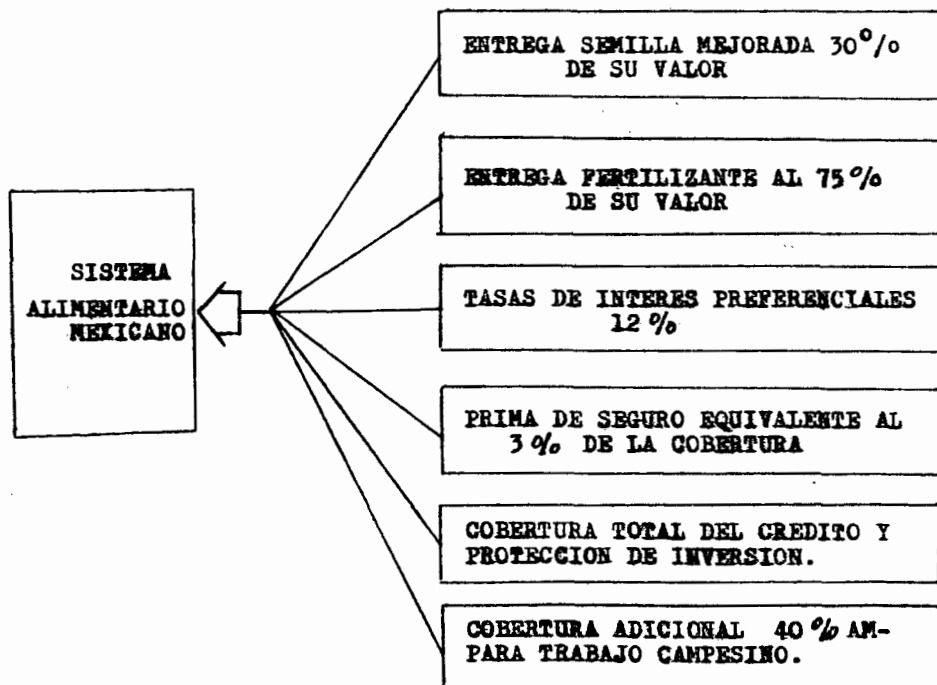 ENTREGA SEMILLA MEJORADA 30%
DE SU VALOR
ENTREGA FERTILIZANTE AL 75%
DE SU VALOR
SISTEMA
ALIMENTARIO
MEXICANO
TASAS DE INTERES PREFERENCIALES
12%
PRIMA DE SEGURO EQUIVALENTE AL
3% DE LA COBERTURA
COBERTURA TOTAL DEL CREDITO Y
PROTECCION DE INVERSION.
COBERTURA ADICIONAL 40% AM-
PARA TRABAJO CAMPESINO.